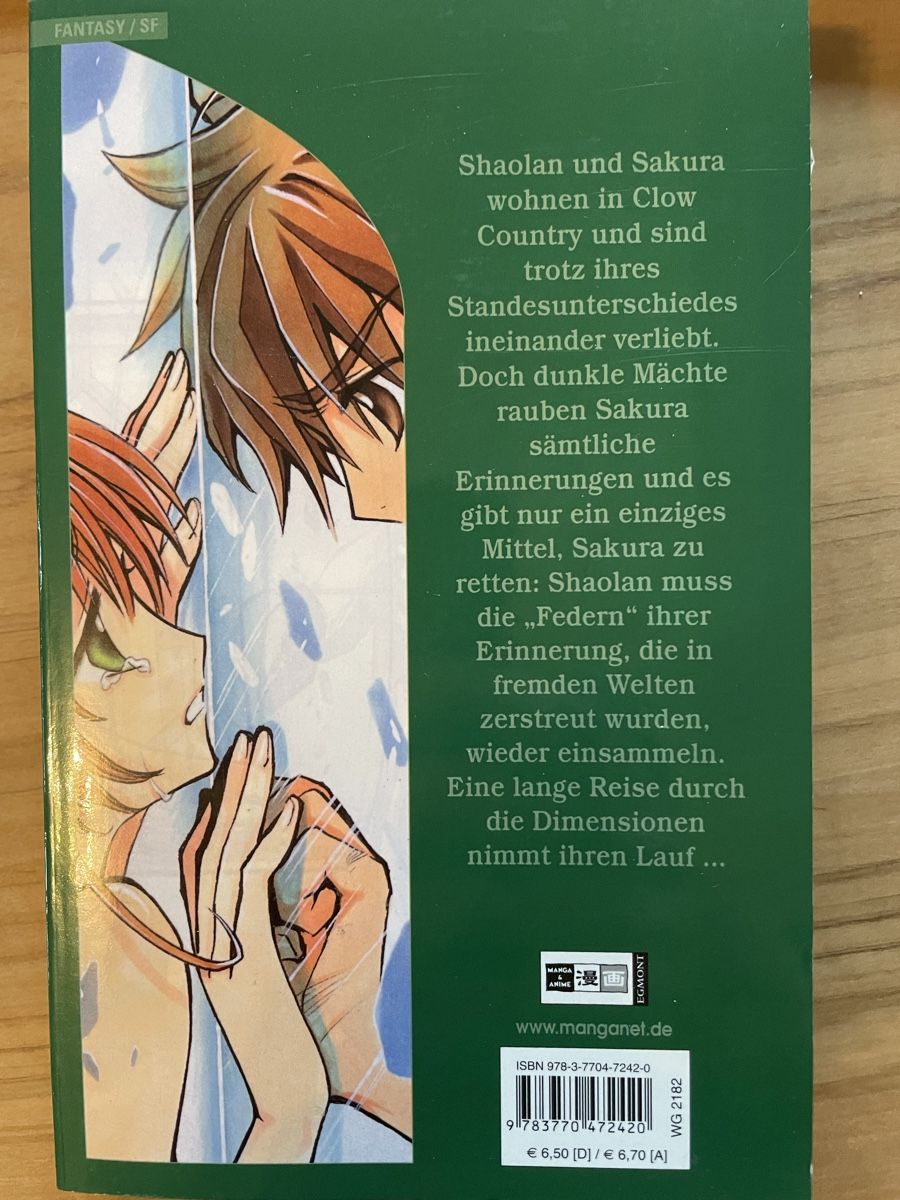 FANTASY / SF
Shaolan und Sakura
wohnen in Clow
Country und sind
trotz ihres
Standesunterschiedes
ineinander verliebt.
Doch dunkle Mächte
rauben Sakura
sämtliche
Erinnerungen und es
gibt nur ein einziges
Mittel, Sakura zu
retten: Shaolan muss
die „Federn“ ihrer
Erinnerung, die in
fremden Welten
zerstreut wurden,
wieder einsammeln.
Eine lange Reise durch
die Dimensionen
nimmt ihren Lauf ...
MANGA
&
ANIME
漫画
EGMONT
www.manganet.de
ISBN 978-3-7704-7242-0
9 783770 472420
WG 2182
€ 6,50 [D] / € 6,70 [A]